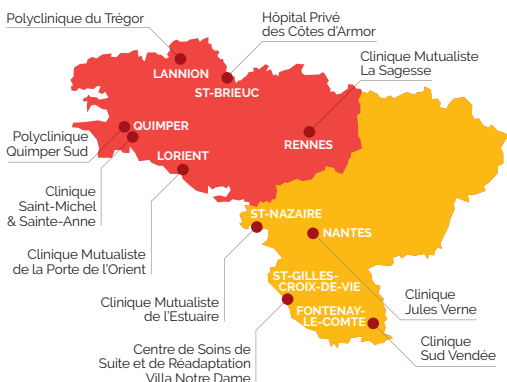 Polyclinique du Trégor
Hôpital Privé
des Côtes d'Armor
Clinique Mutualiste
La Sagesse
LANNION
ST-BRIEUC
QUIMPER
RENNES
Polyclinique
Quimper Sud
LORIENT
Clinique
Saint-Michel
& Sainte-Anne
ST-NAZAIRE
NANTES
Clinique Mutualiste
de la Porte de l'Orient
ST-GILLES-
CROIX-DE-VIE
Clinique Mutualiste
de l'Estuaire
FONTENAY-
LE-COMTE
Clinique
Jules Verne
Clinique
Sud Vendée
Centre de Soins de
Suite et de Réadaptation
Villa Notre Dame